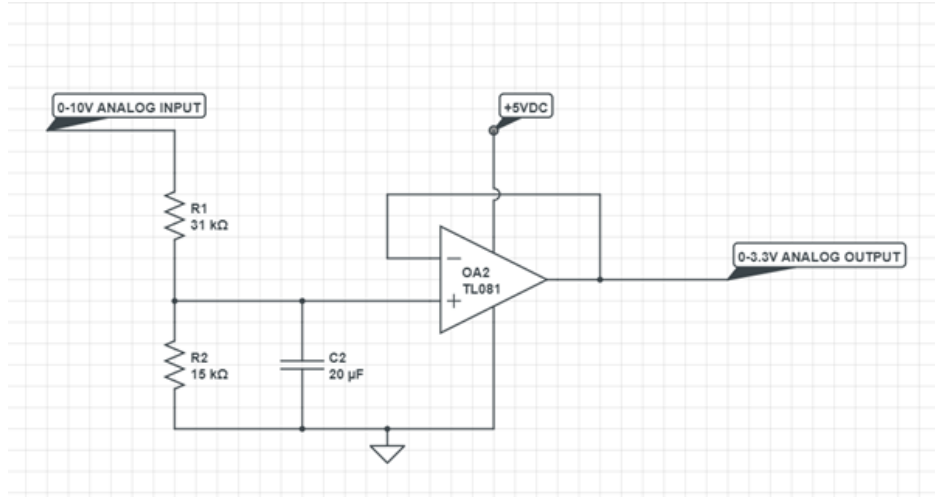 0-10V ANALOG INPUT
+5VDC
R1
31 kΩ
OA2
TL081
0-3.3V ANALOG OUTPUT
R2
15 kΩ
C2
20 µF